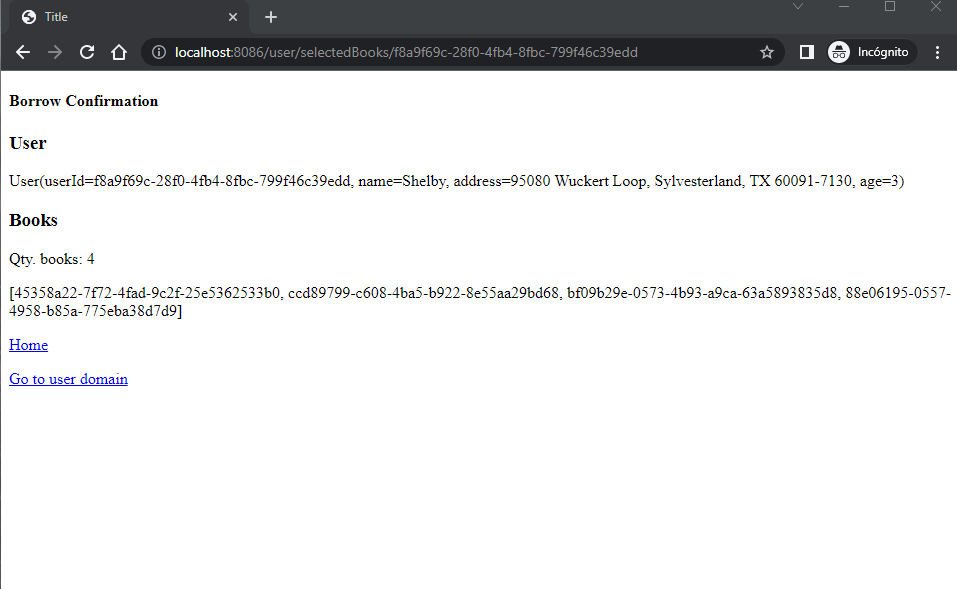 Title
localhost:8086/user/selectedBooks/f8a9f69c-28f0-4fb4-8fbc-799f46c39edd
Incógnito
Borrow Confirmation
User
User(userId=f8a9f69c-28f0-4fb4-8fbc-799f46c39edd, name=Shelby, address=95080 Wuckert Loop, Sylvesterland, TX 60091-7130, age=3)
Books
Qty. books: 4
[45358a22-7f72-4fad-9c2f-25e5362533b0, ccd89799-c608-4ba5-b922-8e55aa29bd68, bf09b29e-0573-4b93-a9ca-63a5893835d8, 88e06195-0557-
4958-b85a-775eba38d7d9]
Home
Go to user domain